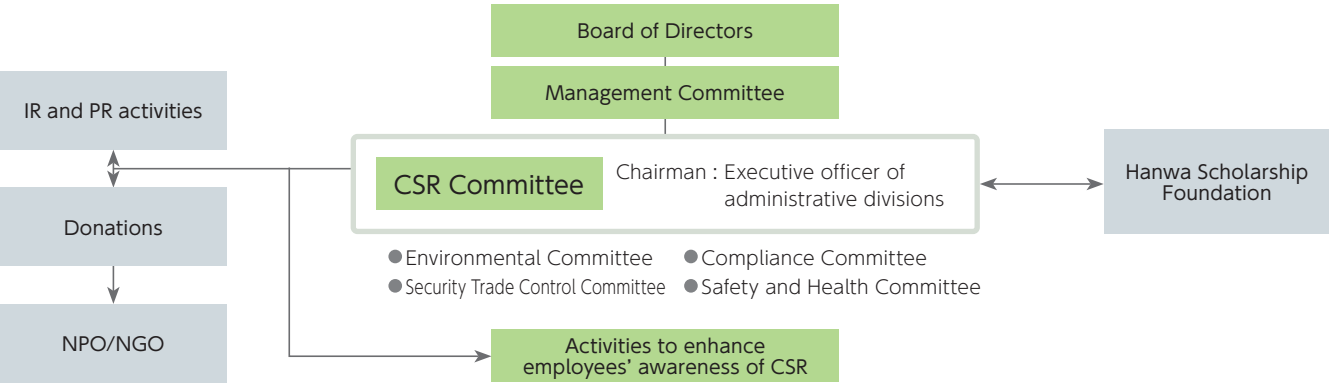 Board of Directors
Management Committee
IR and PR activities
CSR Committee
Chairman : Executive officer of
administrative divisions
Hanwa Scholarship
Foundation
Donations
●Environmental Committee ●Compliance Committee
●Security Trade Control Committee ●Safety and Health Committee
NPO/NGO
Activities to enhance
employees' awareness of CSR